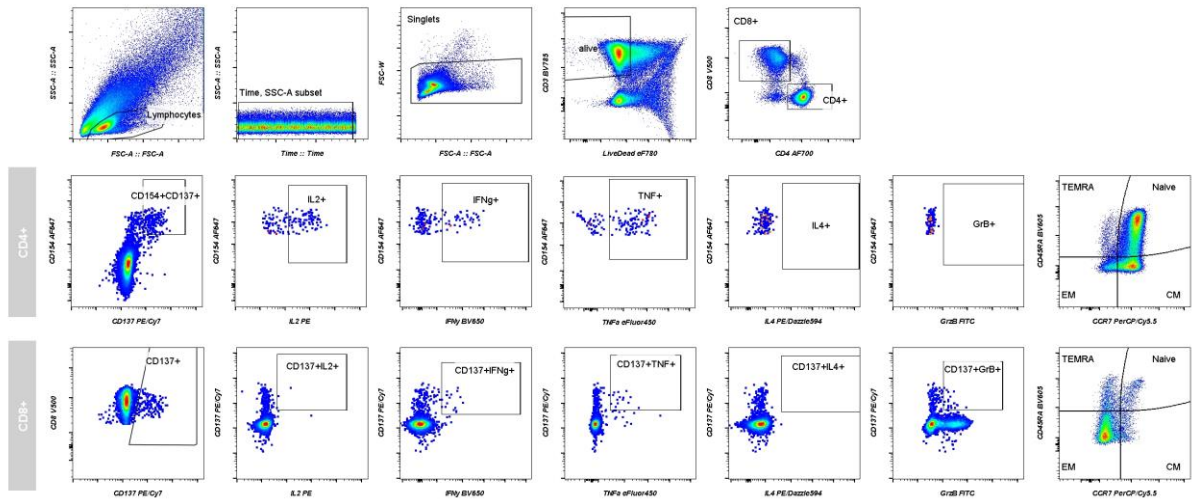 SSC-A :: SSC-A
Lymphocytes
FSC-A :: FSC-A
SSC-A :: SSC-A
Time, SSC-A subset
Time :: Time
Singlets
FSC-W
FSC-A :: FSC-A
CD3 BV785
alive
LiveDead eF780
CD8+
CD8 V500
CD4+
CD4 AF700
CD4+
CD154 AF647
CD154+CD137+
CD137 PE/Cy7
CD154 AF647
IL2+
IL2 PE
CD154 AF647
IFNg+
IFNγ BV650
CD154 AF647
TNF+
TNFa eFluor450
CD154 AF647
IL4+
IL4 PE/Dazzle594
CD154 AF647
GrB+
GrzB FITC
CD45RA BV605
TEMRA
Naive
EM
CM
CCR7 PerCP/Cy5.5
CD8+
CD8 V500
CD137+
CD137 PE/Cy7
CD137 PE/Cy7
CD137+IL2+
IL2 PE
CD137 PE/Cy7
CD137+IFNg+
IFNγ BV650
CD137 PE/Cy7
CD137+TNF+
TNFa eFluor450
CD137 PE/Cy7
CD137+IL4+
IL4 PE/Dazzle594
CD137 PE/Cy7
CD137+GrB+
GrzB FITC
CD45RA BV605
TEMRA
Naive
EM
CM
CCR7 PerCP/Cy5.5